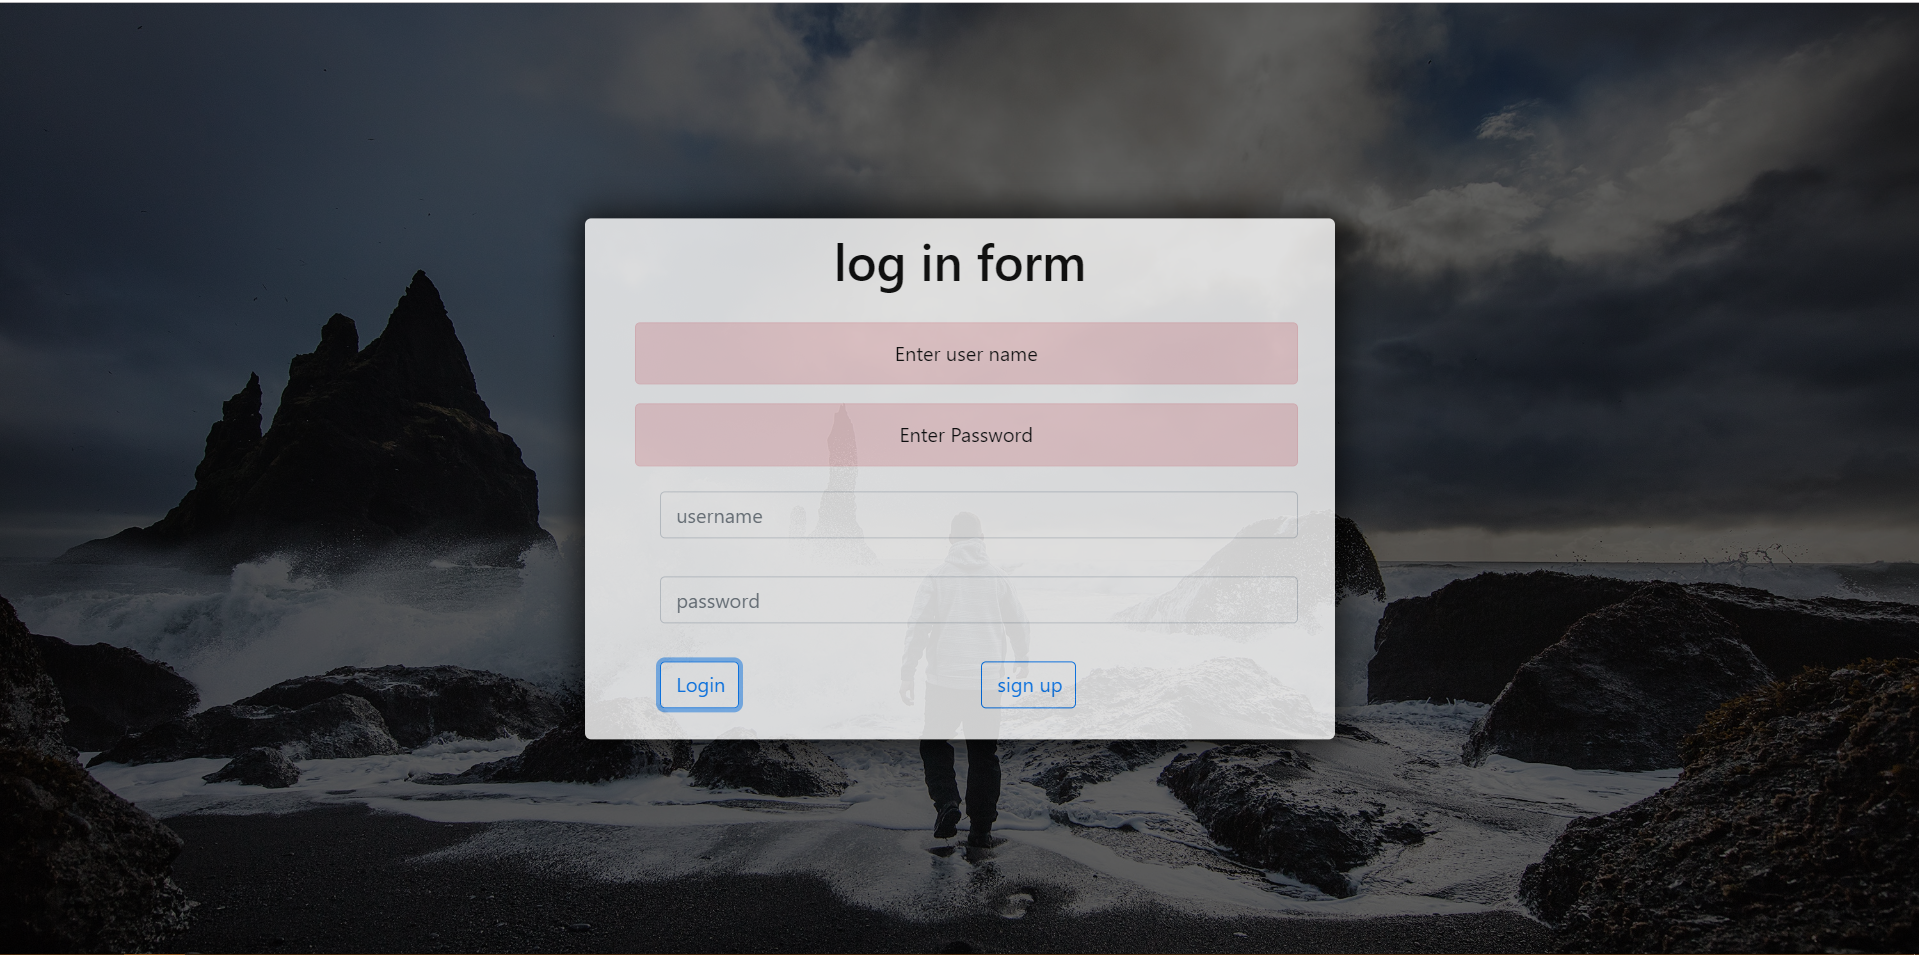 log in form
Enter user name
Enter Password
username
password
Login
sign up